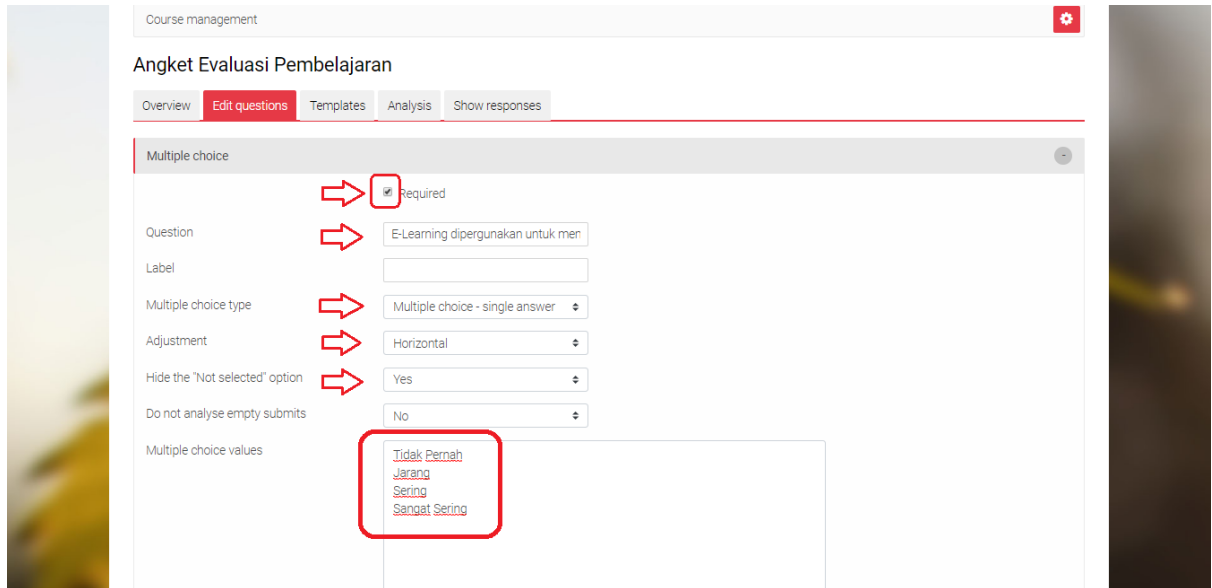 Course management
Angket Evaluasi Pembelajaran
Overview Edit questions Templates Analysis Show responses
Multiple choice
Required
Question E-Learning dipergunakan untuk men
Label
Multiple choice type Multiple choice - single answer
Adjustment Horizontal
Hide the "Not selected" option Yes
Do not analyse empty submits No
Multiple choice values
Tidak Pernah
Jarang
Sering
Sangat Sering